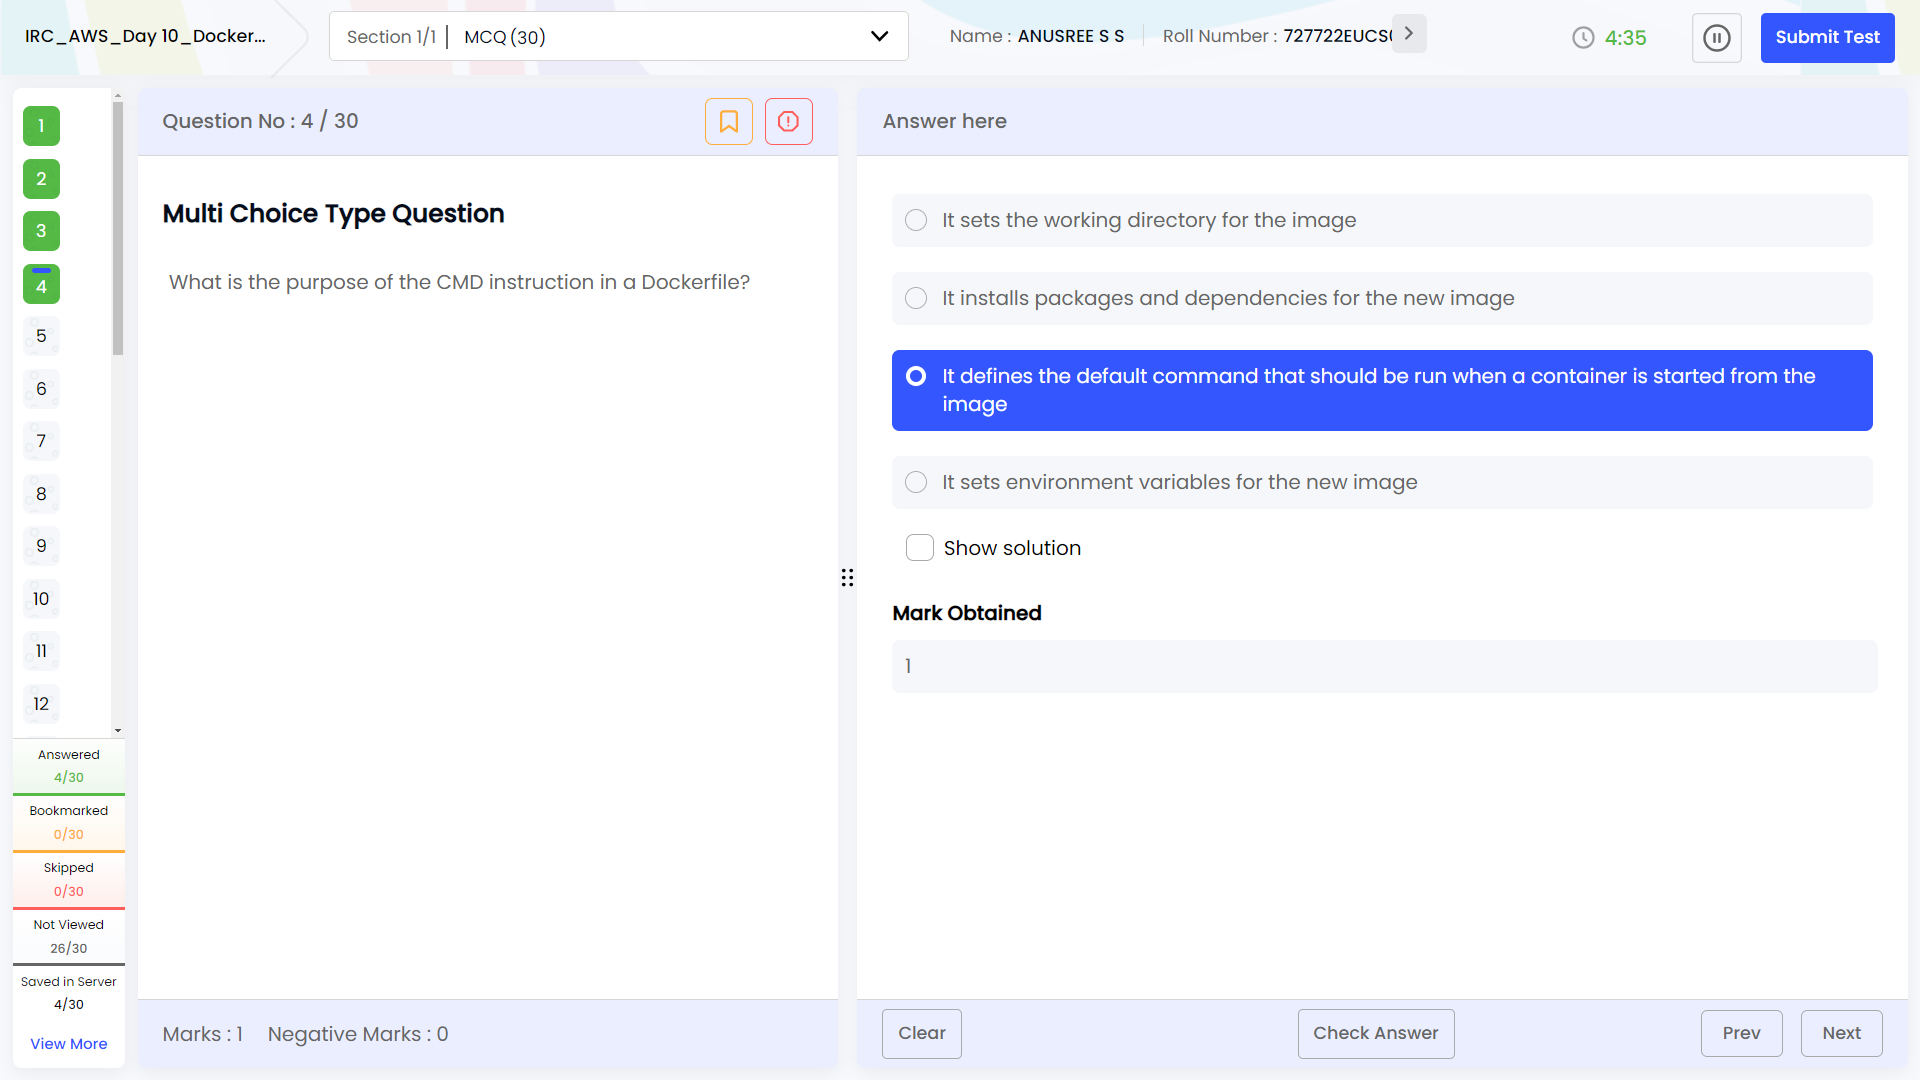 IRC_AWS_Day 10_Docker...
Section 1/1 | MCQ (30)
Name : ANUSREE S S
Roll Number :
4:35
Submit Test
1
2
3
4
5
6
7
8
9
10
11
12
Answered
4/30
Bookmarked
0/30
Skipped
0/30
Not Viewed
26/30
Saved in Server
4/30
View More
Question No : 4 / 30
Multi Choice Type Question
What is the purpose of the CMD instruction in a Dockerfile?
Marks : 1 Negative Marks : 0
Answer here
It sets the working directory for the image
It installs packages and dependencies for the new image
It defines the default command that should be run when a container is started from the
image
It sets environment variables for the new image
Show solution
Mark Obtained
1
Clear
Check Answer
Prev
Next